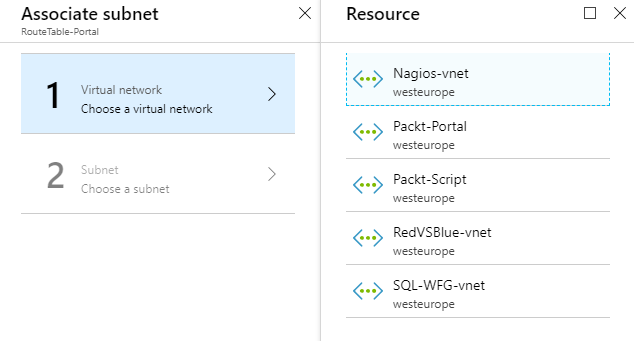 Associate subnet
RouteTable-Portal
1
Virtual network
Choose a virtual network
2
Subnet
Choose a subnet
Resource
Nagios-vnet
westeurope
Packt-Portal
westeurope
Packt-Script
westeurope
RedVSBlue-vnet
westeurope
SQL-WFG-vnet
westeurope